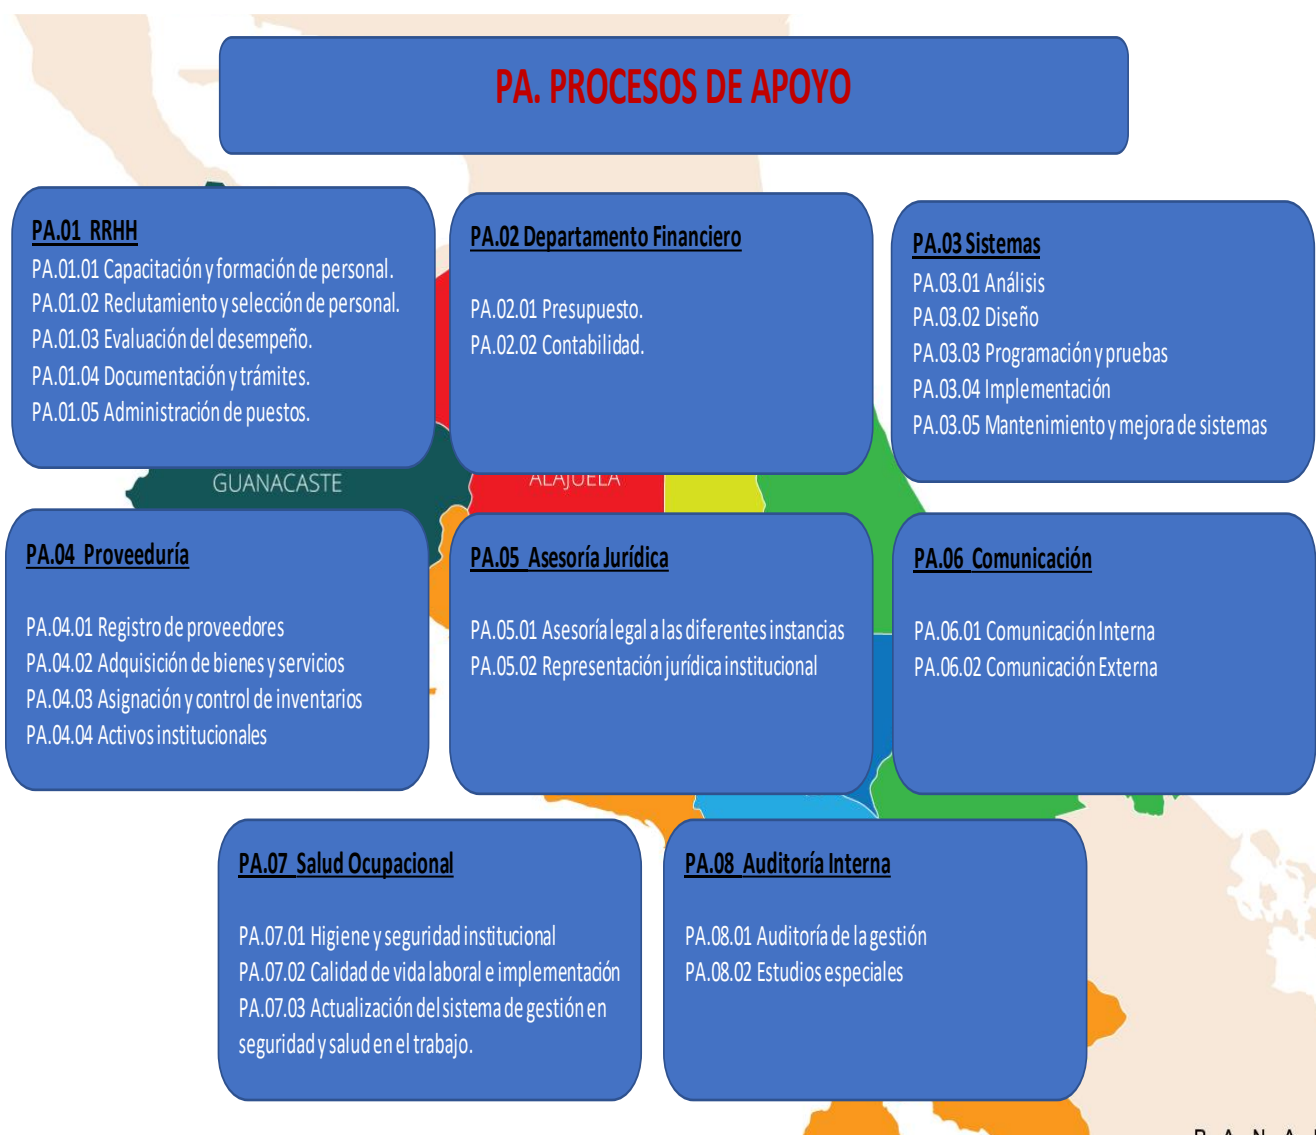 PA. PROCESOS DE APOYO
PA.01 RRHH
PA.01.01 Capacitación y formación de personal.
PA.01.02 Reclutamiento y selección de personal.
PA.01.03 Evaluación del desempeño.
PA.01.04 Documentación y trámites.
PA.01.05 Administración de puestos.
PA.02 Departamento Financiero
PA.02.01 Presupuesto.
PA.02.02 Contabilidad.
PA.03 Sistemas
PA.03.01 Análisis
PA.03.02 Diseño
PA.03.03 Programación y pruebas
PA.03.04 Implementación
PA.03.05 Mantenimiento y mejora de sistemas
GUANACASTE
ALAJUELA
PA.04 Proveeduría
PA.04.01 Registro de proveedores
PA.04.02 Adquisición de bienes y servicios
PA.04.03 Asignación y control de inventarios
PA.04.04 Activos institucionales
PA.05 Asesoría Jurídica
PA.05.01 Asesoría legal a las diferentes instancias
PA.05.02 Representación jurídica institucional
PA.06 Comunicación
PA.06.01 Comunicación Interna
PA.06.02 Comunicación Externa
PA.07 Salud Ocupacional
PA.07.01 Higiene y seguridad institucional
PA.07.02 Calidad de vida laboral e implementación
PA.07.03 Actualización del sistema de gestión en
seguridad y salud en el trabajo.
PA.08 Auditoría Interna
PA.08.01 Auditoría de la gestión
PA.08.02 Estudios especiales